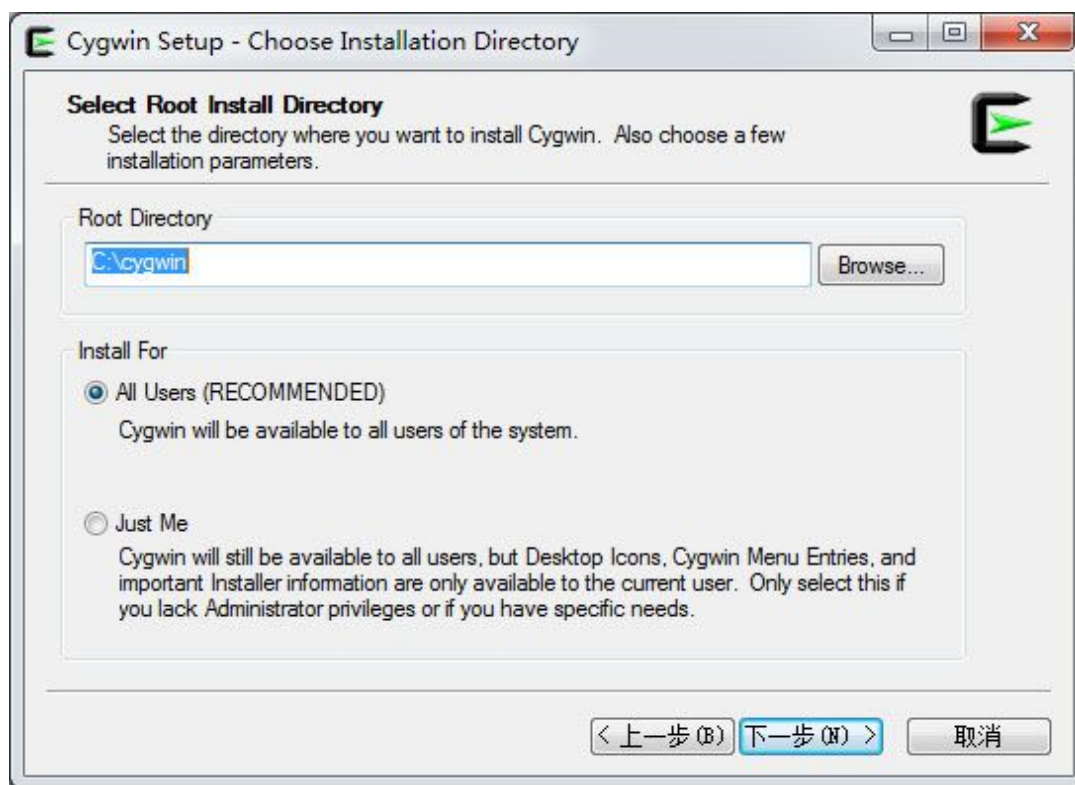 Cygwin Setup - Choose Installation Directory
Select Root Install Directory
Select the directory where you want to install Cygwin. Also choose a few
installation parameters.
Root Directory
C:\cygwin
Browse...
Install For
All Users (RECOMMENDED)
Cygwin will be available to all users of the system.
Just Me
Cygwin will still be available to all users, but Desktop Icons, Cygwin Menu Entries, and
important Installer information are only available to the current user. Only select this if
you lack Administrator privileges or if you have specific needs.
< 上一步(B) 下一步(N) > 取消